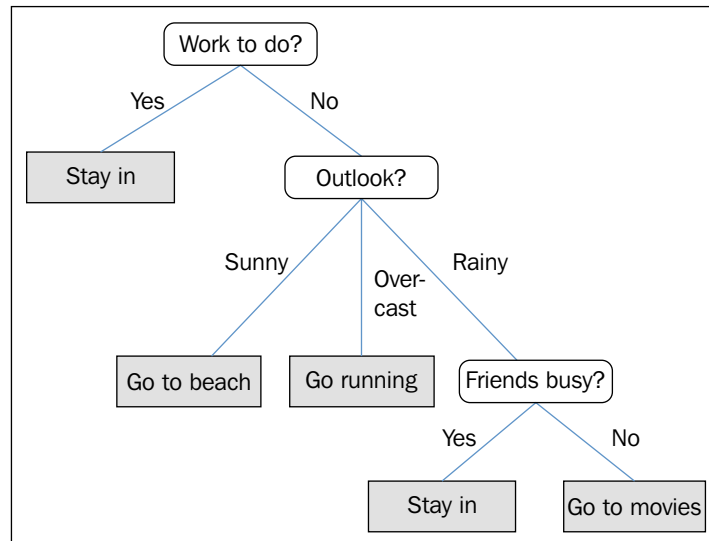 Work to do?
Yes
No
Stay in
Outlook?
Sunny
Over-
cast
Rainy
Go to beach
Go running
Friends busy?
Yes
No
Stay in
Go to movies